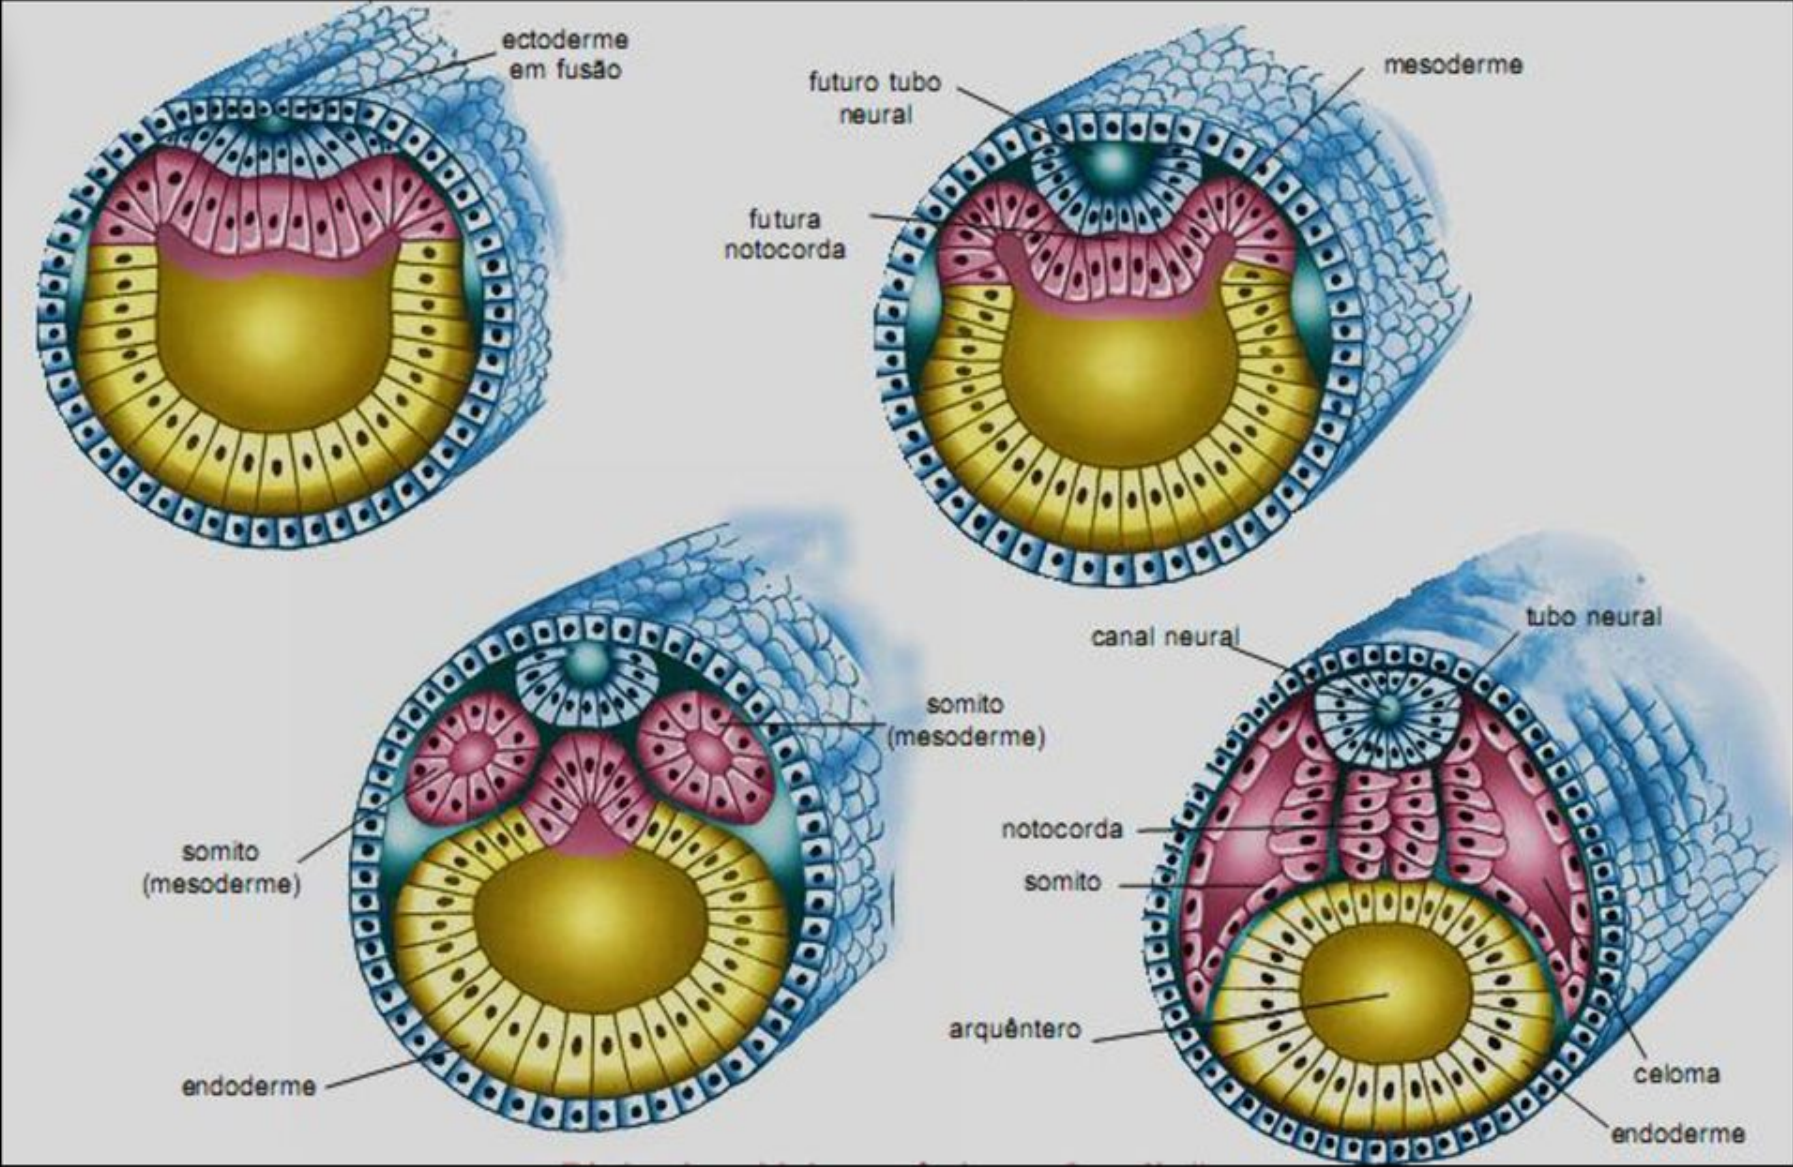 ectoderme
em fusão
futuro tubo
neural
mesoderme
futura
notocorda
somito
(mesoderme)
somito
(mesoderme)
endoderme
canal neural
tubo neural
notocorda
somito
arquêntero
celoma
endoderme